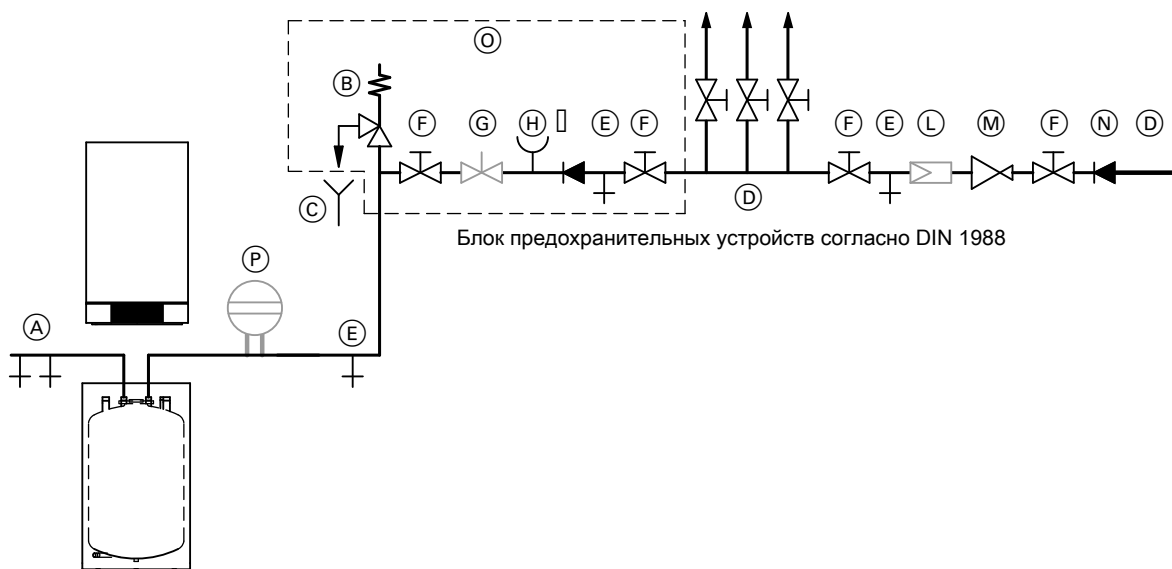 O
B
F G H E F F E L M F N D
C D
Блок предохранительных устройств согласно DIN 1988
P
A E